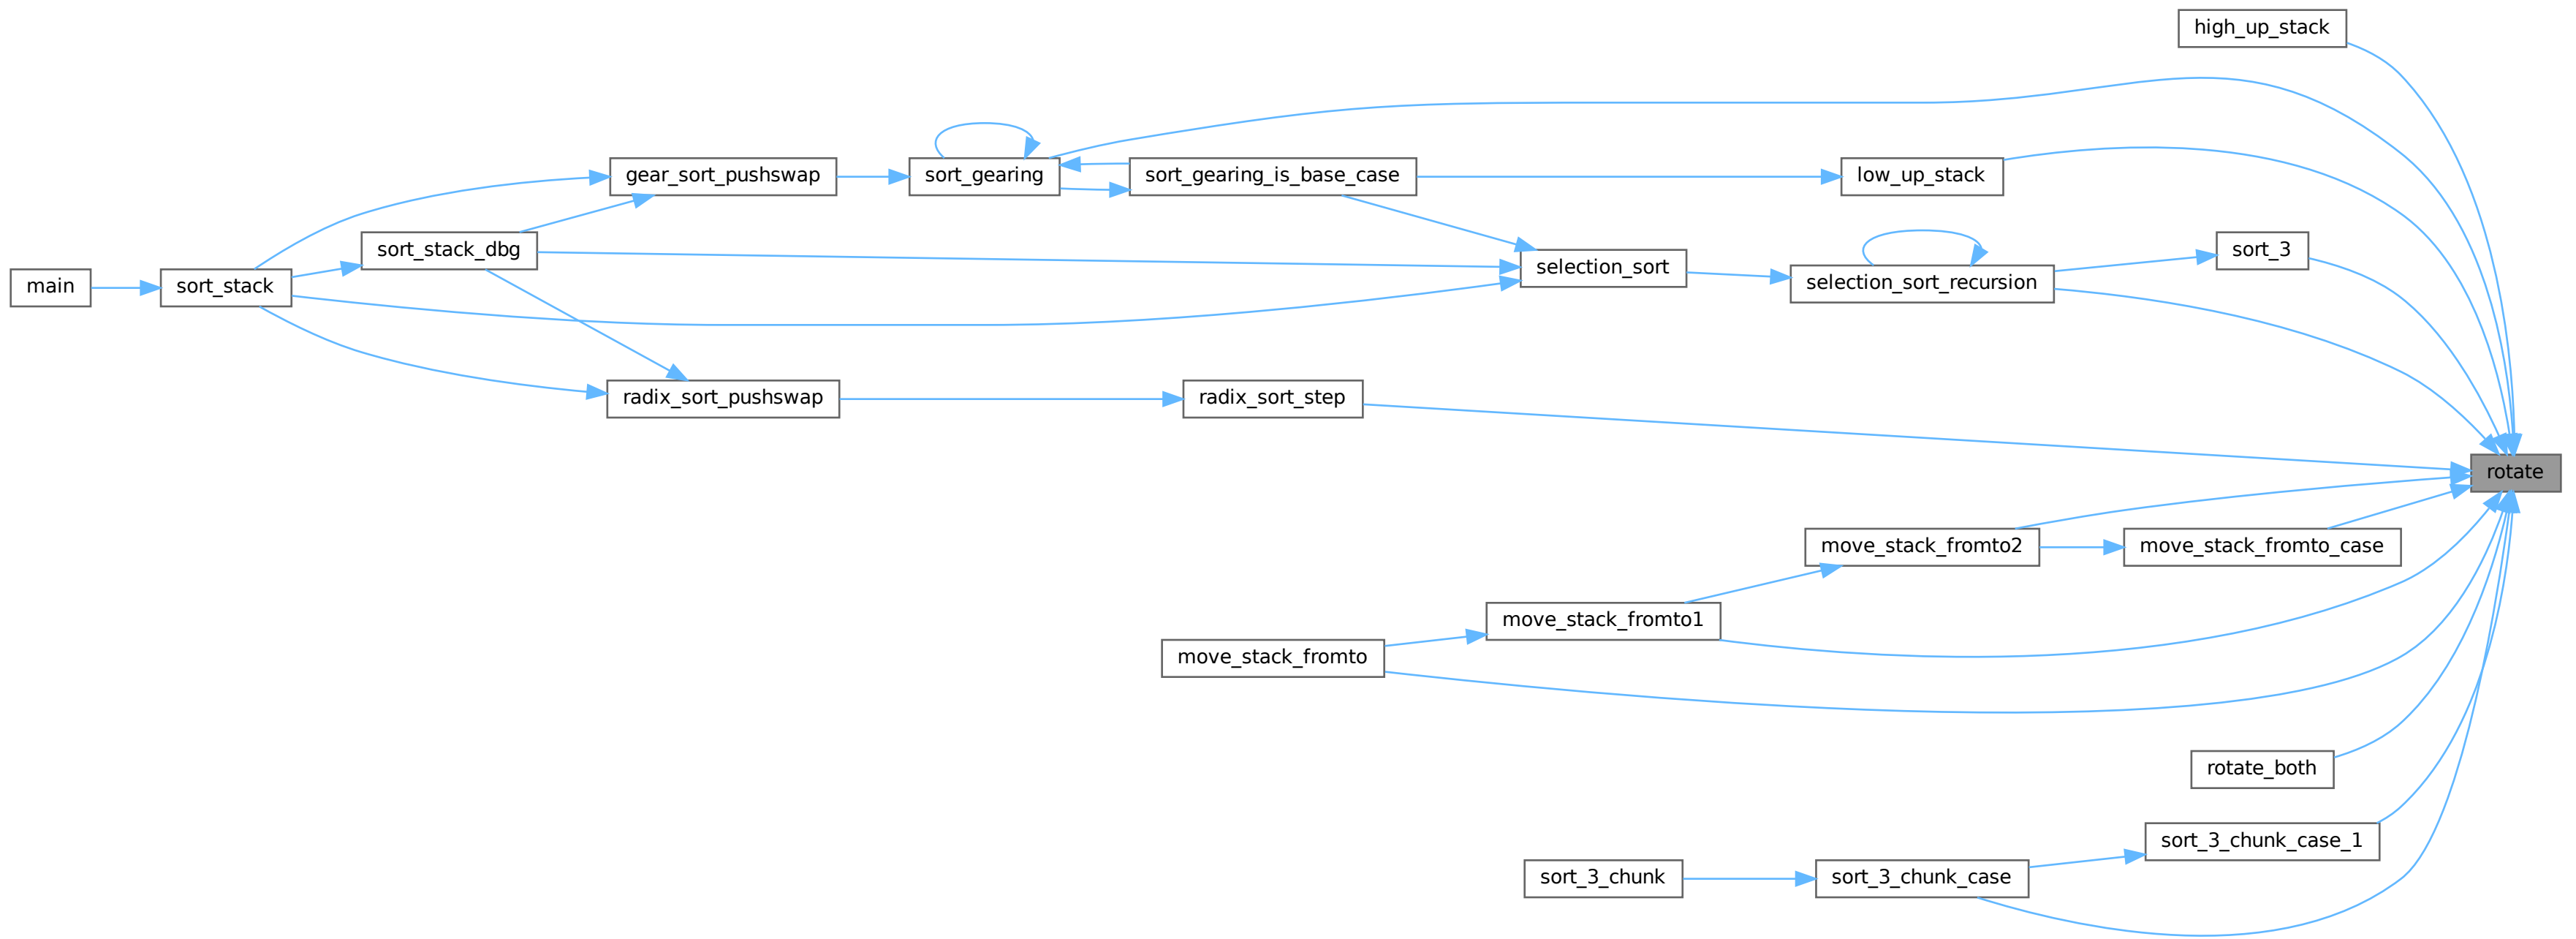 high_up_stack
gear_sort_pushswap
sort_gearing
sort_gearing_is_base_case
low_up_stack
sort_stack_dbg
sort_3
selection_sort
main
sort_stack
selection_sort_recursion
radix_sort_pushswap
radix_sort_step
rotate
move_stack_fromto2
move_stack_fromto_case
move_stack_fromto1
move_stack_fromto
rotate_both
sort_3_chunk_case_1
sort_3_chunk
sort_3_chunk_case